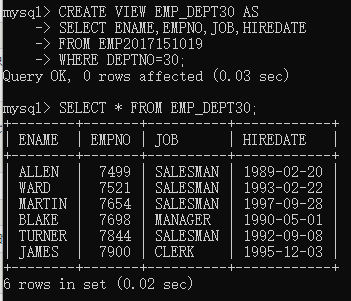 mysql> CREATE VIEW EMP_DEPT30 AS
    -> SELECT ENAME,EMPNO,JOB,HIREDATE
    -> FROM EMP2017151019
    -> WHERE DEPTNO=30;
Query OK, 0 rows affected (0.03 sec)
mysql> SELECT * FROM EMP_DEPT30;
+--------+-------+----------+------------+
| ENAME  | EMPNO | JOB      | HIREDATE   |
+--------+-------+----------+------------+
| ALLEN  |  7499 | SALESMAN | 1989-02-20 |
| WARD   |  7521 | SALESMAN | 1993-02-22 |
| MARTIN |  7654 | SALESMAN | 1997-09-28 |
| BLAKE  |  7698 | MANAGER  | 1990-05-01 |
| TURNER |  7844 | SALESMAN | 1992-09-08 |
| JAMES  |  7900 | CLERK    | 1995-12-03 |
+--------+-------+----------+------------+
6 rows in set (0.02 sec)